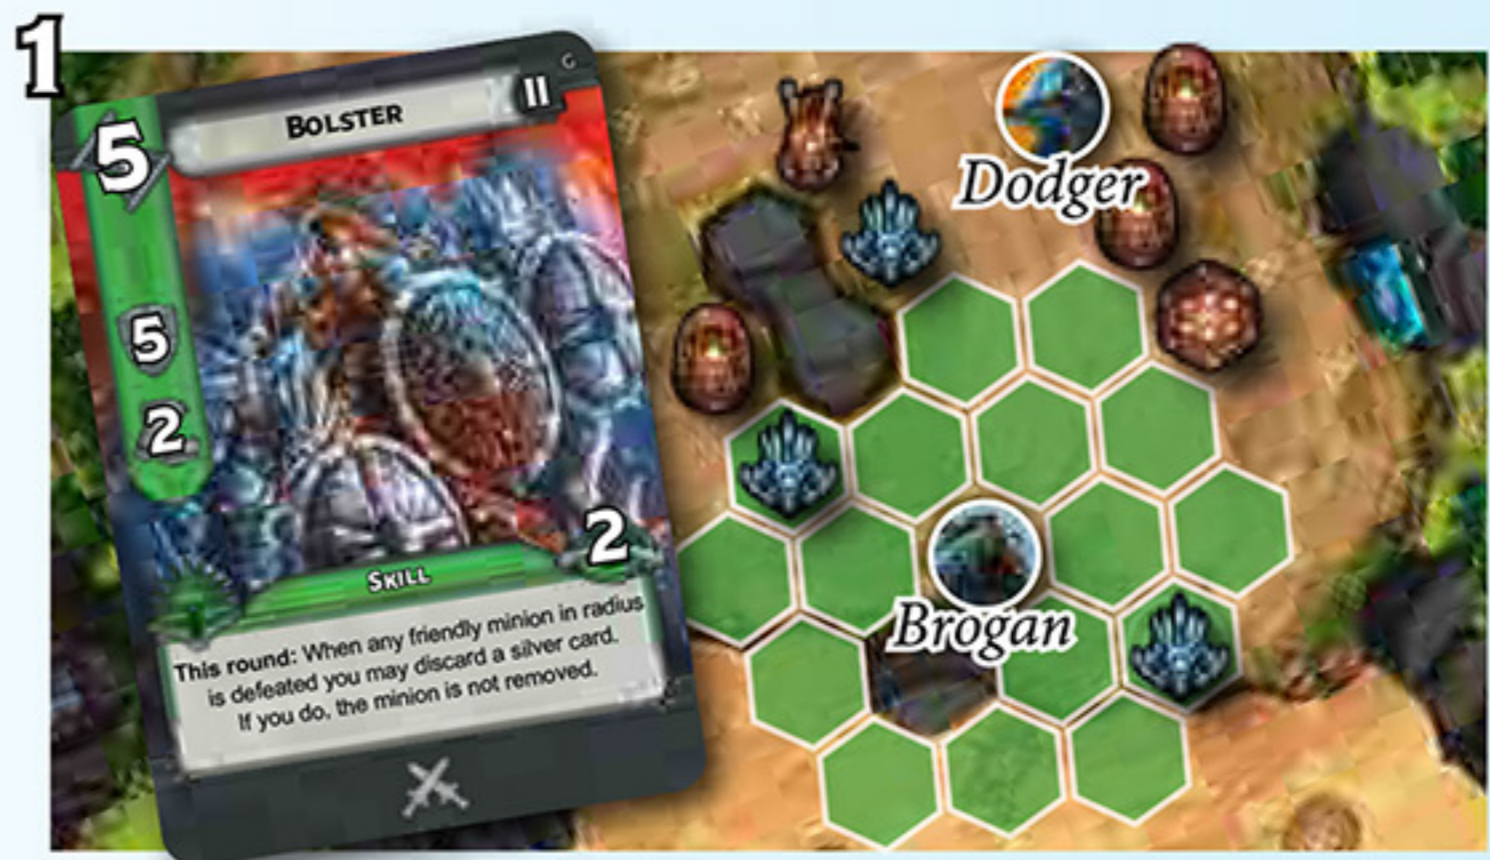 1
G
BOLSTER
II
5
Dodger
5
2
2
SKILL
This round: When any friendly minion in radius
is defeated you may discard a silver card.
If you do, the minion is not removed.
Brogan